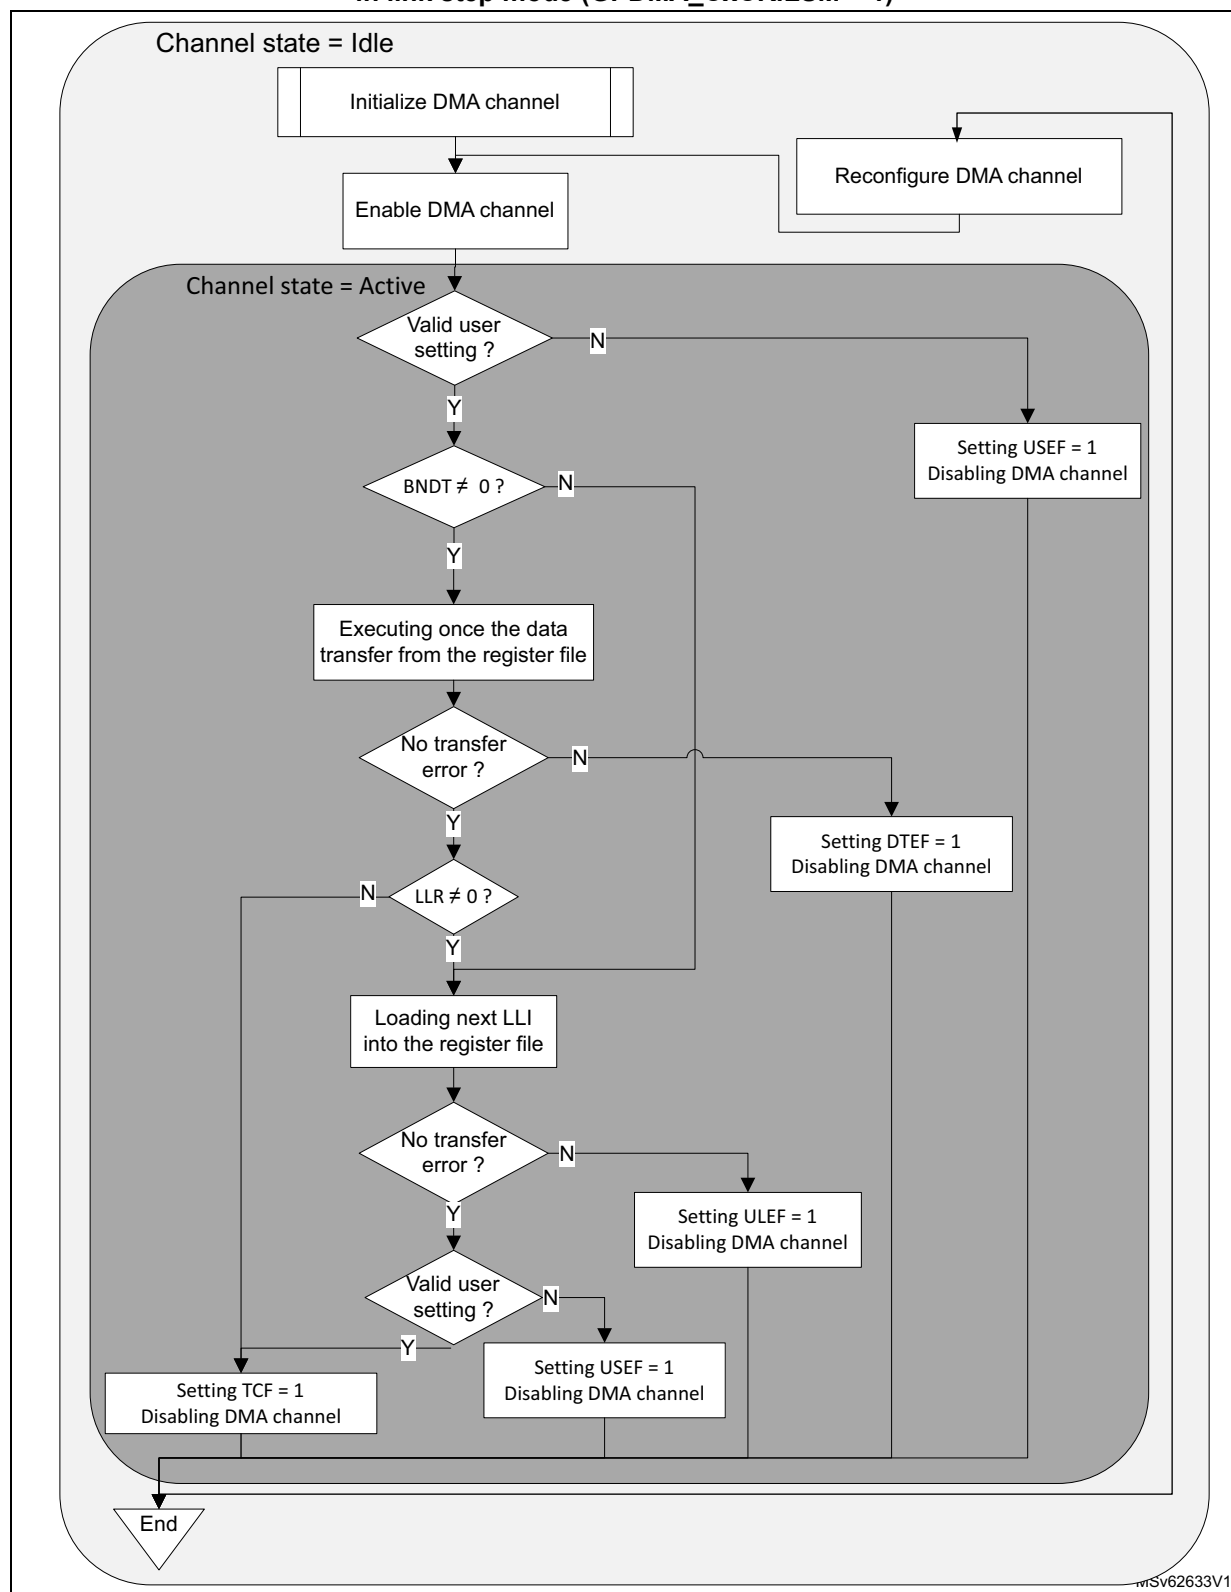 Channel state = Idle
Initialize DMA channel
Reconfigure DMA channel
Enable DMA channel
Channel state = Active
Valid user
setting ?
N
Y
Setting USEF = 1
Disabling DMA channel
BNDT ≠ 0 ?
N
Y
Executing once the data
transfer from the register file
No transfer
error ?
N
Y
Setting DTEF = 1
Disabling DMA channel
LLR ≠ 0 ?
N
Y
Loading next LLI
into the register file
No transfer
error ?
N
Y
Setting ULEF = 1
Disabling DMA channel
Valid user
setting ?
N
Y
Setting USEF = 1
Disabling DMA channel
Setting TCF = 1
Disabling DMA channel
End
MSv62633V1